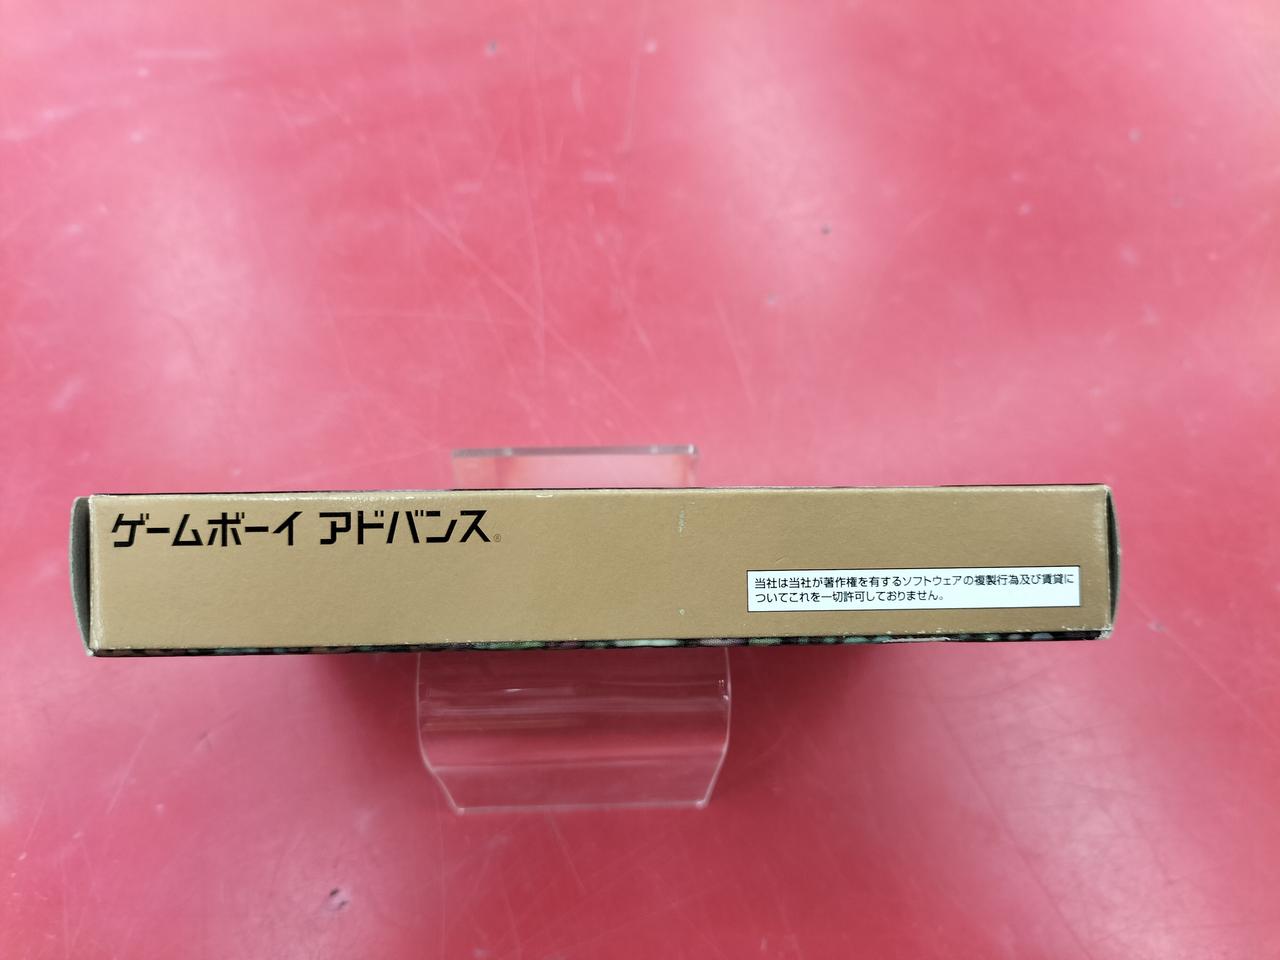 ゲームボーイ アドバンス®
当社は当社が著作権を有するソフトウェアの複製行為及び賃貸に
ついてこれを一切許可しておりません。